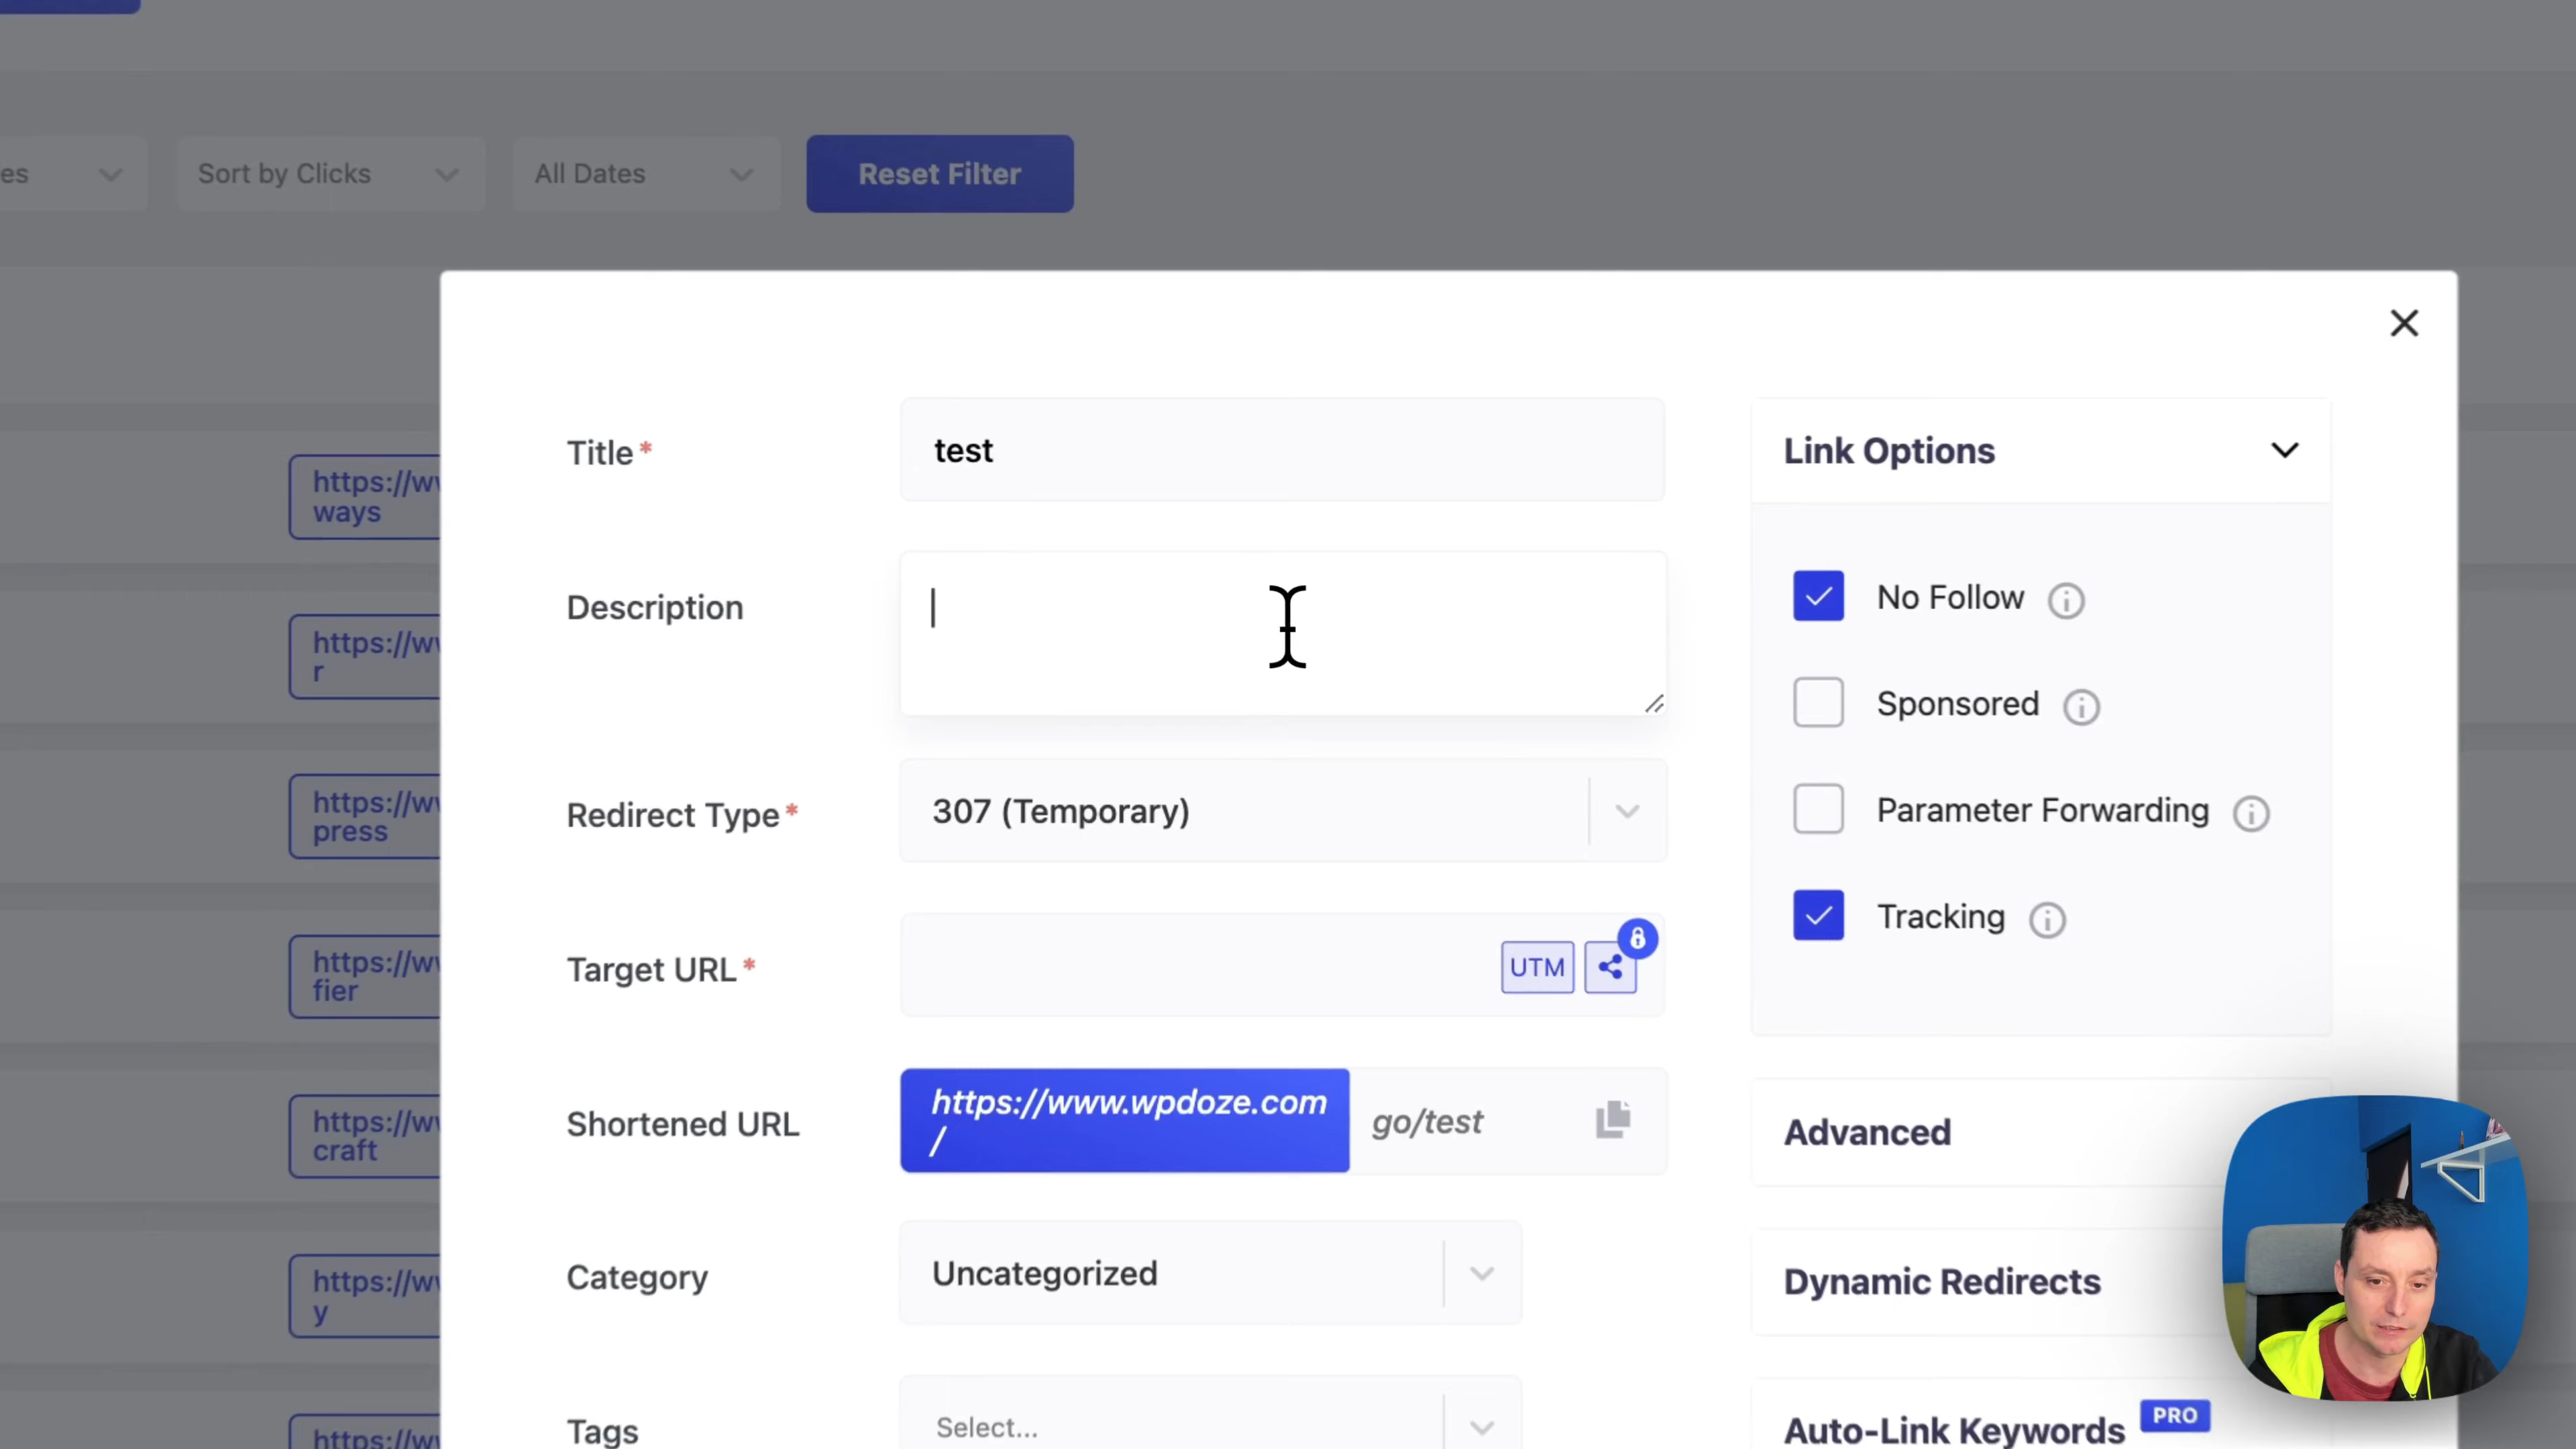 es
Sort by Clicks
All Dates
Reset Filter
https://w
ways
https://w
r
https://w
press
https://w
fier
https://w
craft
https://w
y
https://w
Title*
test
Description
Redirect Type*
307 (Temporary)
Target URL*
UTM
Shortened URL
https://www.wpdoze.com
/
go/test
Category
Uncategorized
Tags
Select...
Link Options
No Follow
Sponsored
Parameter Forwarding
Tracking
Advanced
Dynamic Redirects
Auto-Link Keywords PRO